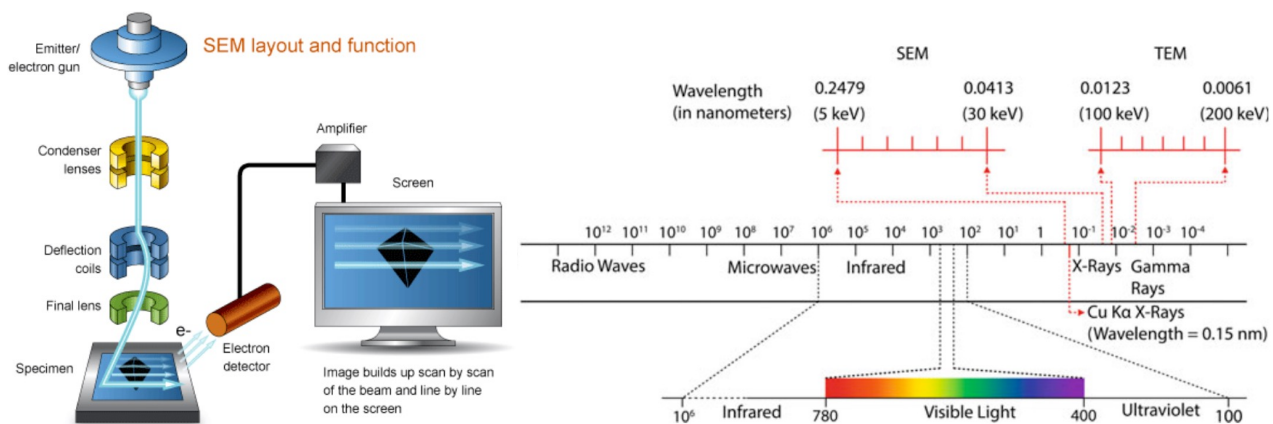 SEM layout and function
Emitter/
electron gun
Condenser
lenses
Deflection
coils
Final lens
Specimen
e-
Electron
detector
Amplifier
Screen
Image builds up scan by scan
of the beam and line by line
on the screen
SEM
TEM
Wavelength
(in nanometers)
0.2479
(5 keV)
0.0413
(30 keV)
0.0123
(100 keV)
0.0061
(200 keV)
10¹² 10¹¹ 10¹⁰ 10⁹ 10⁸ 10⁷ 10⁶ 10⁵ 10⁴ 10³ 10² 10¹ 1 10⁻¹ 10⁻² 10⁻³ 10⁻⁴
Radio Waves Microwaves Infrared X-Rays Gamma
Rays
Cu Kα X-Rays
(Wavelength = 0.15 nm)
10⁶ Infrared 780 Visible Light 400 Ultraviolet 100